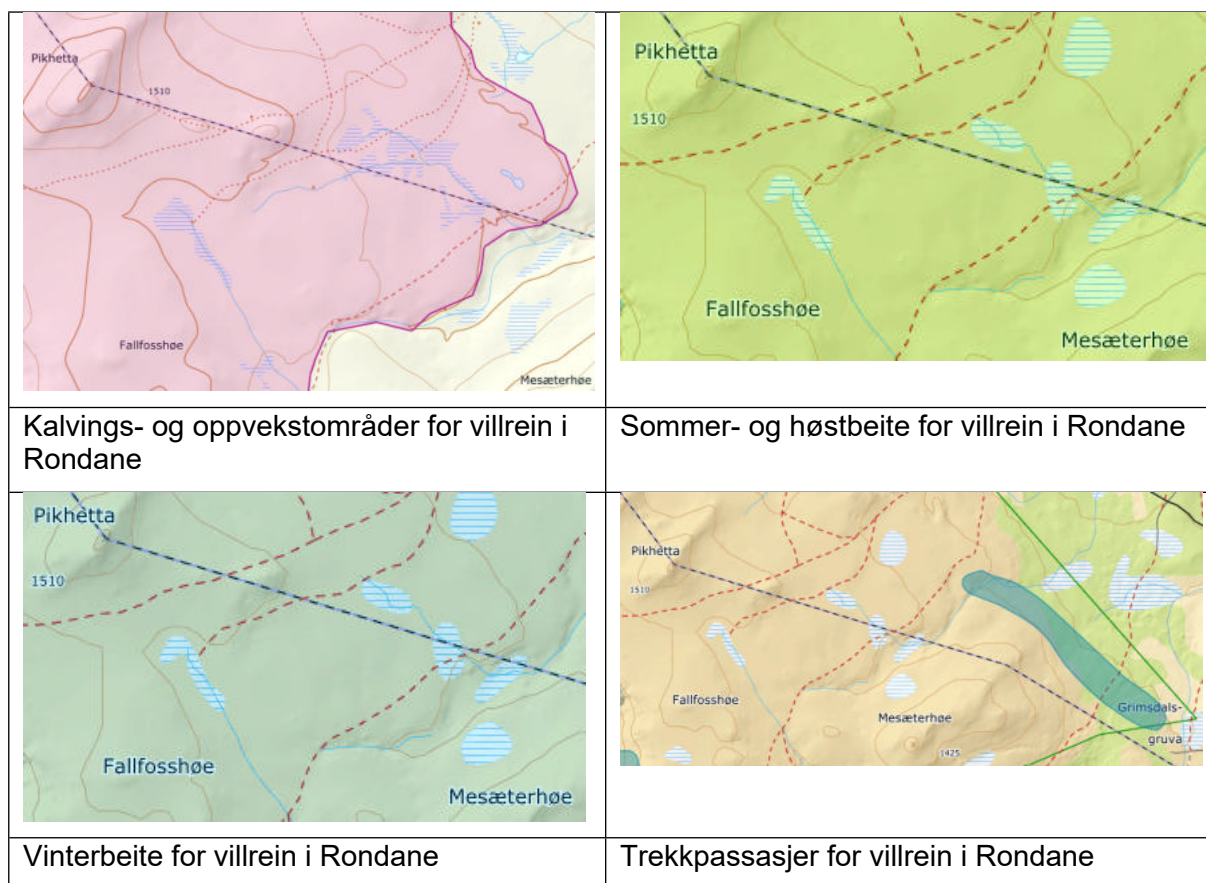 Pikhetta
1510
Fallfosshøe
Mesæterhøe
Pikhetta
1510
Fallfosshøe
Mesæterhøe
Kalvings- og oppvekstområder for villrein i
Rondane
Sommer- og høstbeite for villrein i Rondane
Pikhetta
1510
Fallfosshøe
Mesæterhøe
Pikhetta
1510
Fallfosshøe
Mesæterhøe
1425
Grimsdals-
gruva
Vinterbeite for villrein i Rondane
Trekkpassasjer for villrein i Rondane